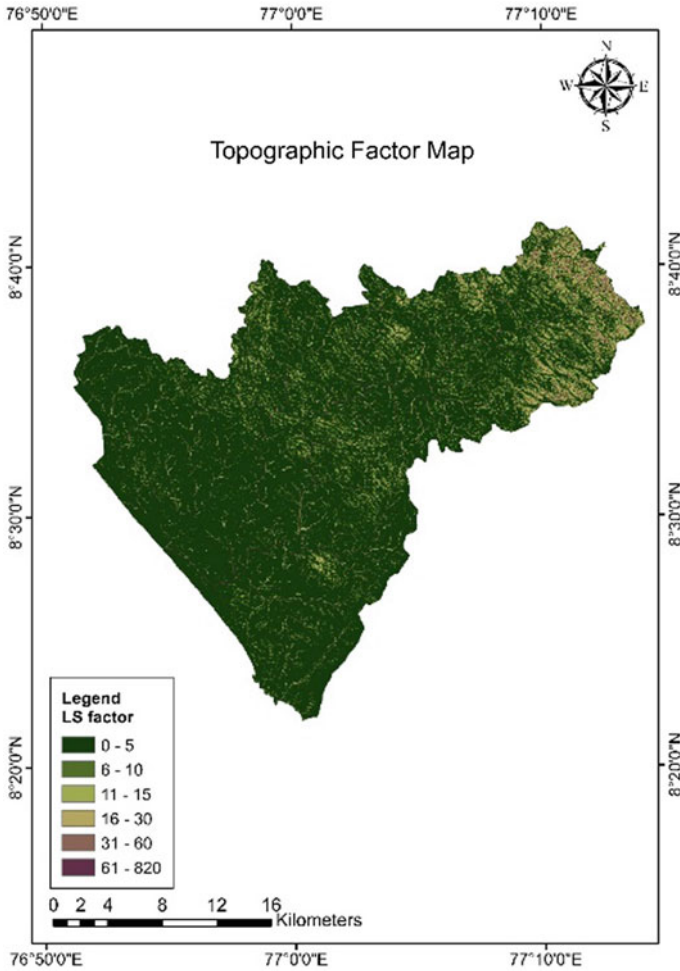 76°50'0"E 77°0'0"E 77°10'0"E
N
W E
S
Topographic Factor Map
8°40'0"N 8°40'0"N
8°30'0"N 8°30'0"N
8°20'0"N 8°20'0"N
Legend
LS factor
0 - 5
6 - 10
11 - 15
16 - 30
31 - 60
61 - 820
0 2 4 8 12 16
Kilometers
76°50'0"E 77°0'0"E 77°10'0"E